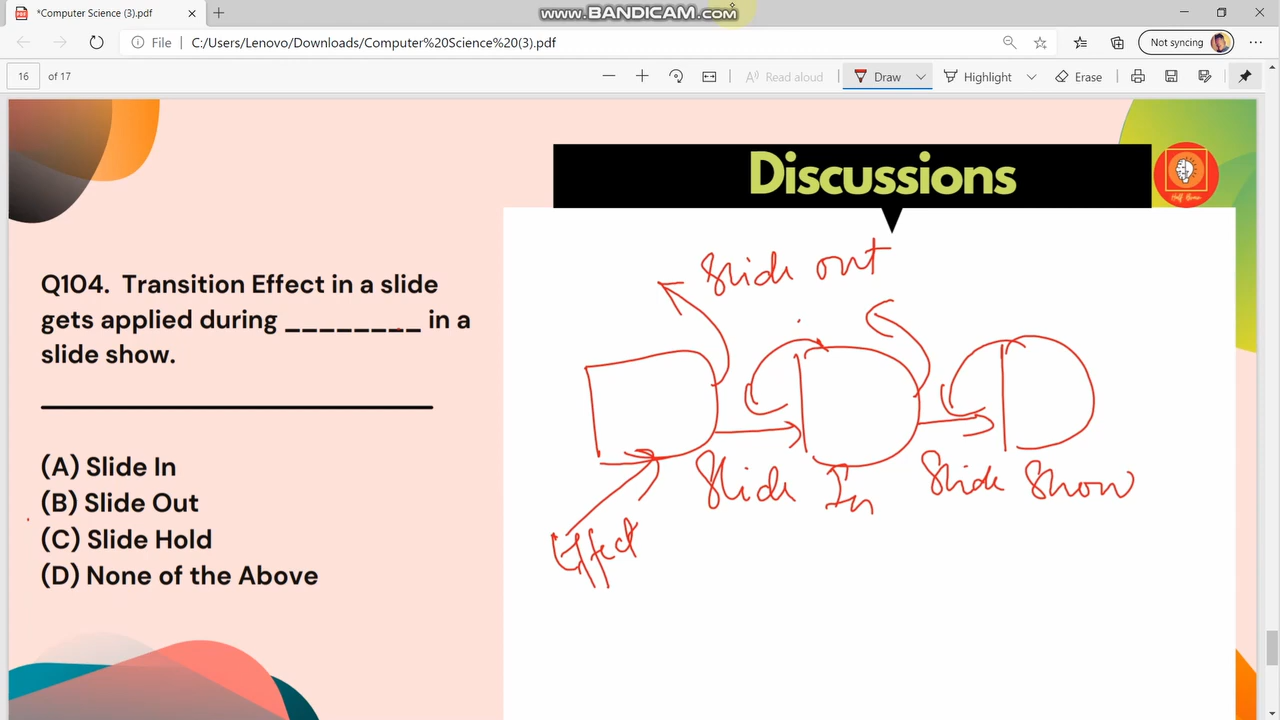 *Computer Science (3).pdf
www.BANDICAM.com
File C:/Users/Lenovo/Downloads/Computer%20Science%20(3).pdf
Not syncing
16 of 17
Read aloud
Draw
Highlight
Erase
Discussions
Half Brain
Q104. Transition Effect in a slide
gets applied during ________ in a
slide show.
(A) Slide In
(B) Slide Out
(C) Slide Hold
(D) None of the Above
Slide out
Slide In
Slide Show
Effect